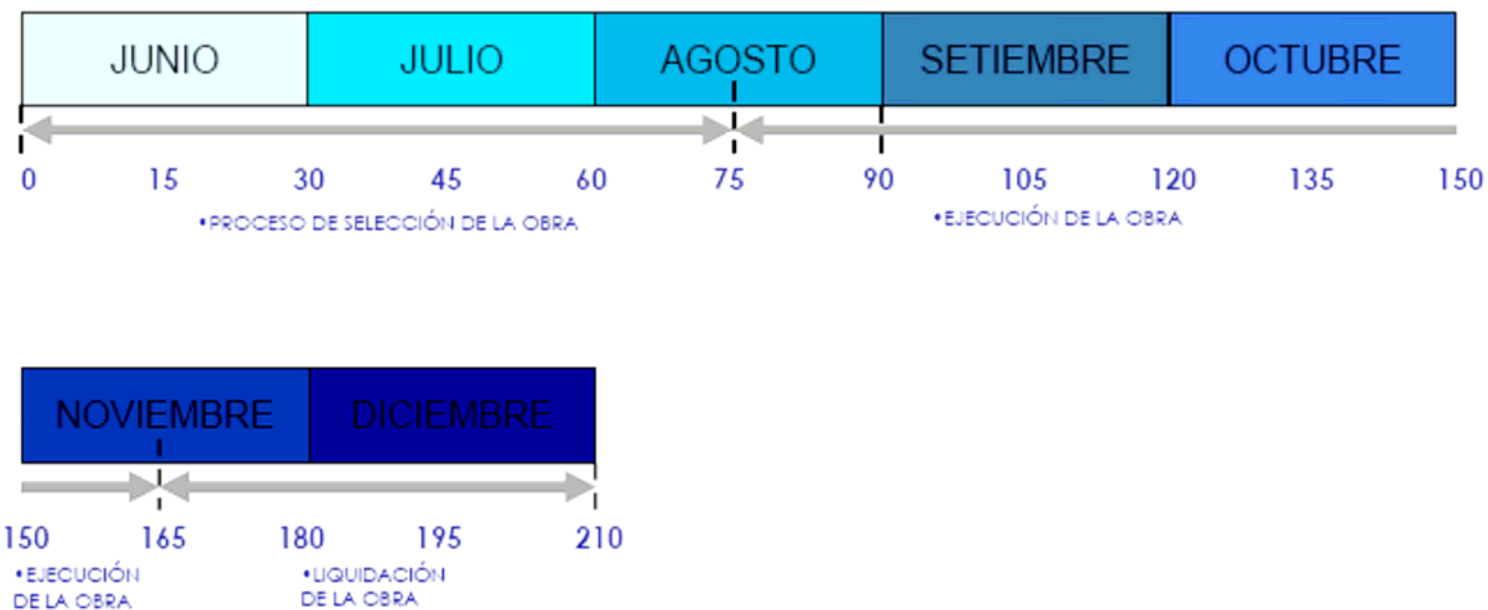 JUNIO JULIO AGOSTO SETIEMBRE OCTUBRE
0 15 30 45 60 75 90 105 120 135 150
•PROCESO DE SELECCIÓN DE LA OBRA •EJECUCIÓN DE LA OBRA
NOVIEMBRE DICIEMBRE
150 165 180 195 210
•EJECUCIÓN •LIQUIDACIÓN
DE LA OBRA DE LA OBRA